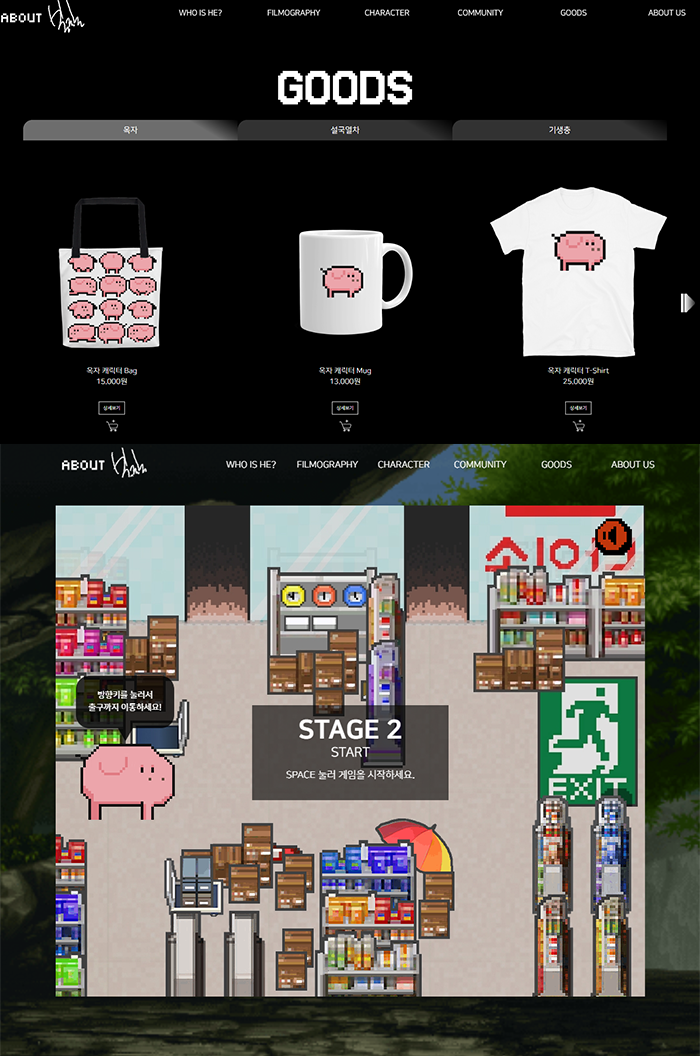 ABOUT
WHO IS HE? FILMOGRAPHY CHARACTER COMMUNITY GOODS ABOUT US
GOODS
옥자 설국열차 기생충
옥자 캐릭터 Bag 옥자 캐릭터 Mug 옥자 캐릭터 T-Shirt
15,000원 13,000원 25,000원
상세보기 상세보기 상세보기
ABOUT
WHO IS HE? FILMOGRAPHY CHARACTER COMMUNITY GOODS ABOUT US
방향키를 눌러서
출구까지 이동하세요!
STAGE 2
START
SPACE 눌러 게임을 시작하세요.
EXIT